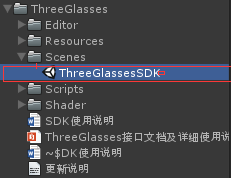 ThreeGlasses
Editor
Resources
Scenes
ThreeGlassesSDK
Scripts
Shader
SDK使用说明
ThreeGlasses接口文档及详细使用说
~$DK使用说明
更新说明